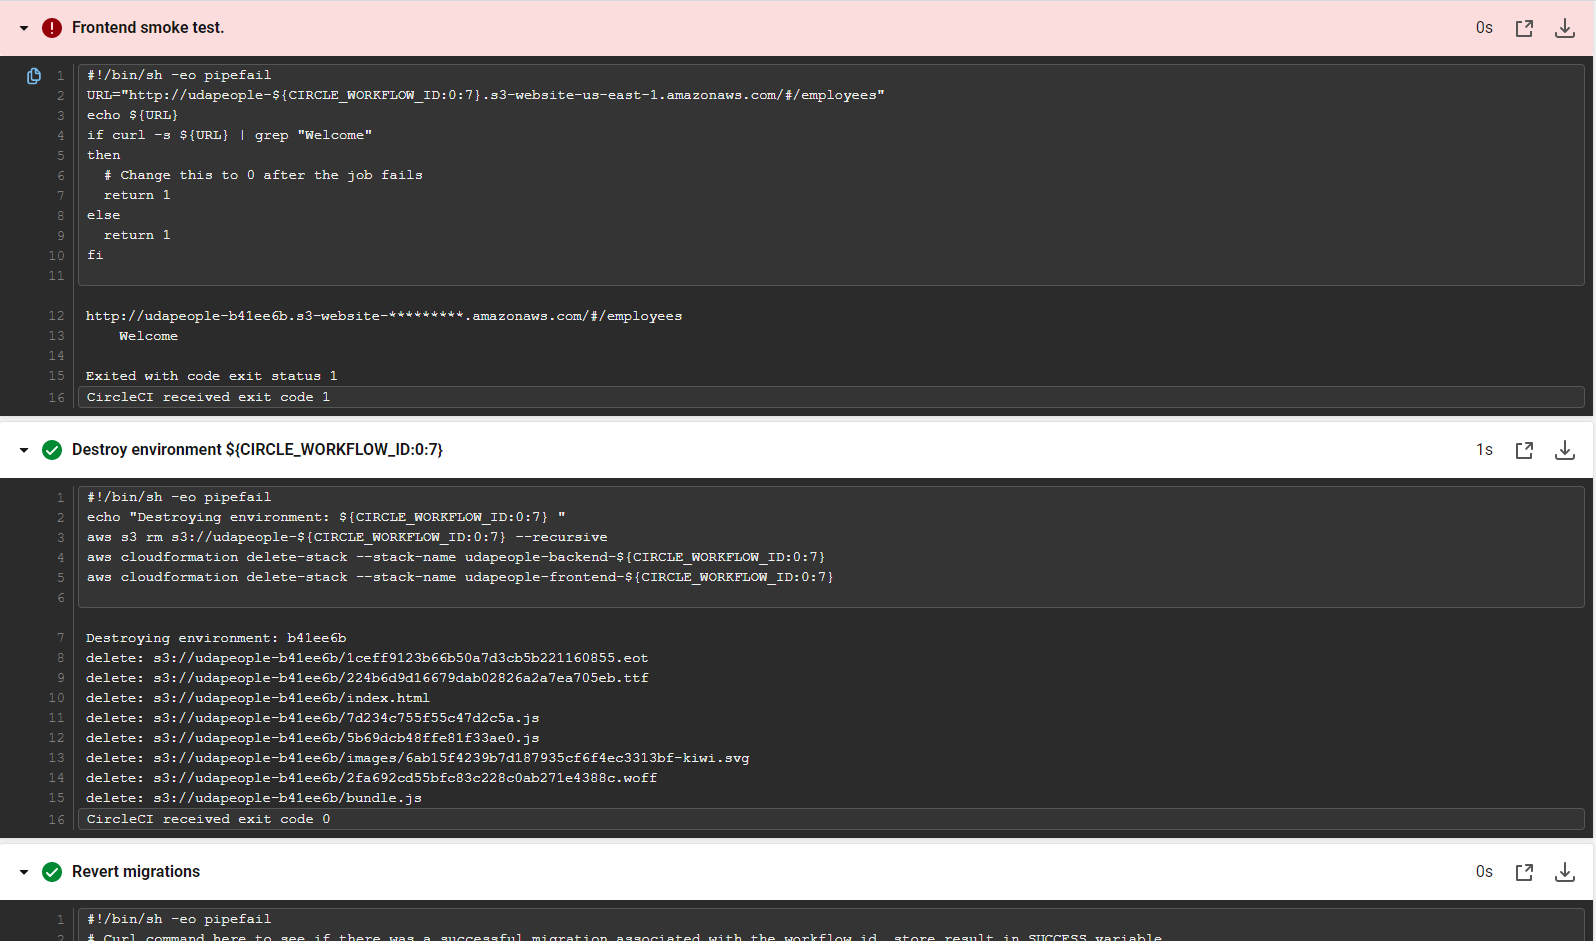 Frontend smoke test.
0s
1 #!/bin/sh -eo pipefail
2 URL="http://udapeople-${CIRCLE_WORKFLOW_ID:0:7}.s3-website-us-east-1.amazonaws.com/#/employees"
3 echo ${URL}
4 if curl -s ${URL} | grep "Welcome"
5 then
6 # Change this to 0 after the job fails
7 return 1
8 else
9 return 1
10 fi
11
12 http://udapeople-b41ee6b.s3-website-*********.amazonaws.com/#/employees
13 Welcome
14
15 Exited with code exit status 1
16 CircleCI received exit code 1
Destroy environment ${CIRCLE_WORKFLOW_ID:0:7}
1s
1 #!/bin/sh -eo pipefail
2 echo "Destroying environment: ${CIRCLE_WORKFLOW_ID:0:7} "
3 aws s3 rm s3://udapeople-${CIRCLE_WORKFLOW_ID:0:7} --recursive
4 aws cloudformation delete-stack --stack-name udapeople-backend-${CIRCLE_WORKFLOW_ID:0:7}
5 aws cloudformation delete-stack --stack-name udapeople-frontend-${CIRCLE_WORKFLOW_ID:0:7}
6
7 Destroying environment: b41ee6b
8 delete: s3://udapeople-b41ee6b/1ceff9123b66b50a7d3cb5b221160855.eot
9 delete: s3://udapeople-b41ee6b/224b6d9d16679dab02826a2a7ea705eb.ttf
10 delete: s3://udapeople-b41ee6b/index.html
11 delete: s3://udapeople-b41ee6b/7d234c755f55c47d2c5a.js
12 delete: s3://udapeople-b41ee6b/5b69dcb48ffe81f33ae0.js
13 delete: s3://udapeople-b41ee6b/images/6ab15f4239b7d187935cf6f4ec3313bf-kiwi.svg
14 delete: s3://udapeople-b41ee6b/2fa692cd55bfc83c228c0ab271e4388c.woff
15 delete: s3://udapeople-b41ee6b/bundle.js
16 CircleCI received exit code 0
Revert migrations
0s
1 #!/bin/sh -eo pipefail
2 # Curl command here to see if there was a successful migration associated with the workflow id, store result in SUCCESS variable